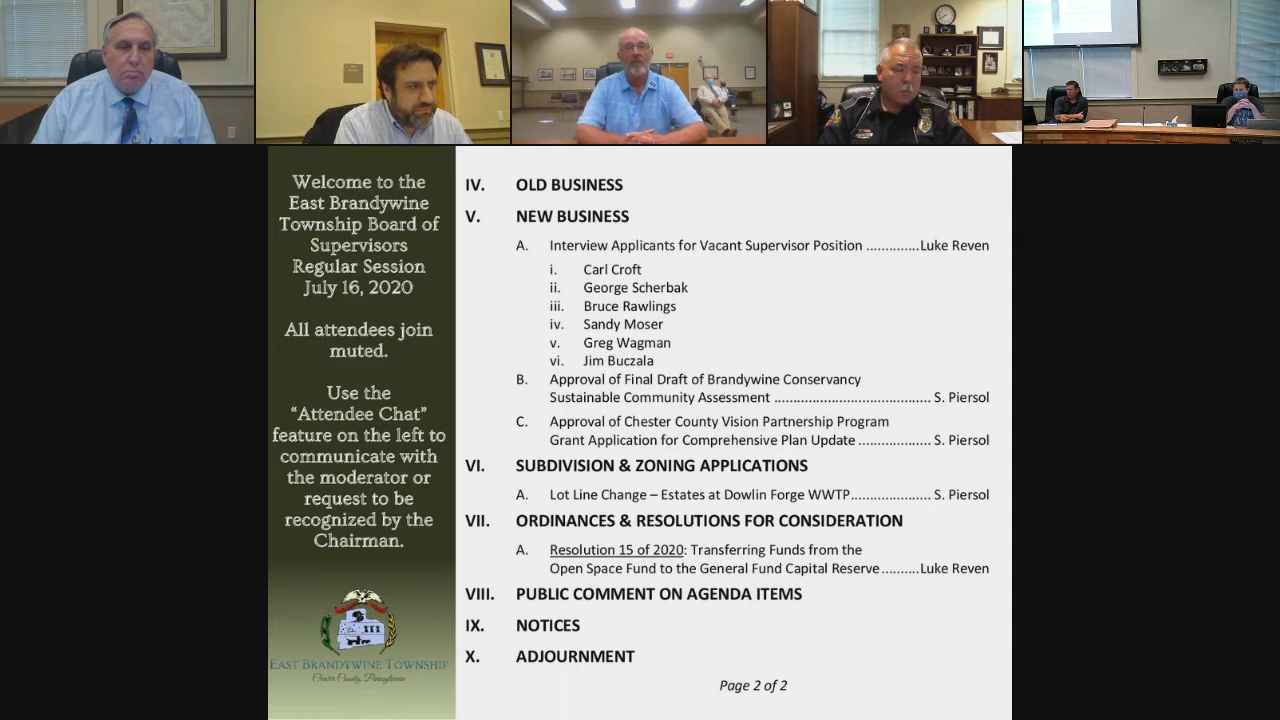 Welcome to the
East Brandywine
Township Board of
Supervisors
Regular Session
July 16, 2020
All attendees join
muted.
Use the
"Attendee Chat"
feature on the left to
communicate with
the moderator or
request to be
recognized by the
Chairman.
EAST BRANDYWINE TOWNSHIP
Chester County, Pennsylvania
IV. OLD BUSINESS
V. NEW BUSINESS
A. Interview Applicants for Vacant Supervisor Position .............Luke Reven
i. Carl Croft
ii. George Scherbak
iii. Bruce Rawlings
iv. Sandy Moser
v. Greg Wagman
vi. Jim Buczala
B. Approval of Final Draft of Brandywine Conservancy
Sustainable Community Assessment ..................................... S. Piersol
C. Approval of Chester County Vision Partnership Program
Grant Application for Comprehensive Plan Update ................. S. Piersol
VI. SUBDIVISION & ZONING APPLICATIONS
A. Lot Line Change – Estates at Dowlin Forge WWTP...................... S. Piersol
VII. ORDINANCES & RESOLUTIONS FOR CONSIDERATION
A. Resolution 15 of 2020: Transferring Funds from the
Open Space Fund to the General Fund Capital Reserve..........Luke Reven
VIII. PUBLIC COMMENT ON AGENDA ITEMS
IX. NOTICES
X. ADJOURNMENT
Page 2 of 2